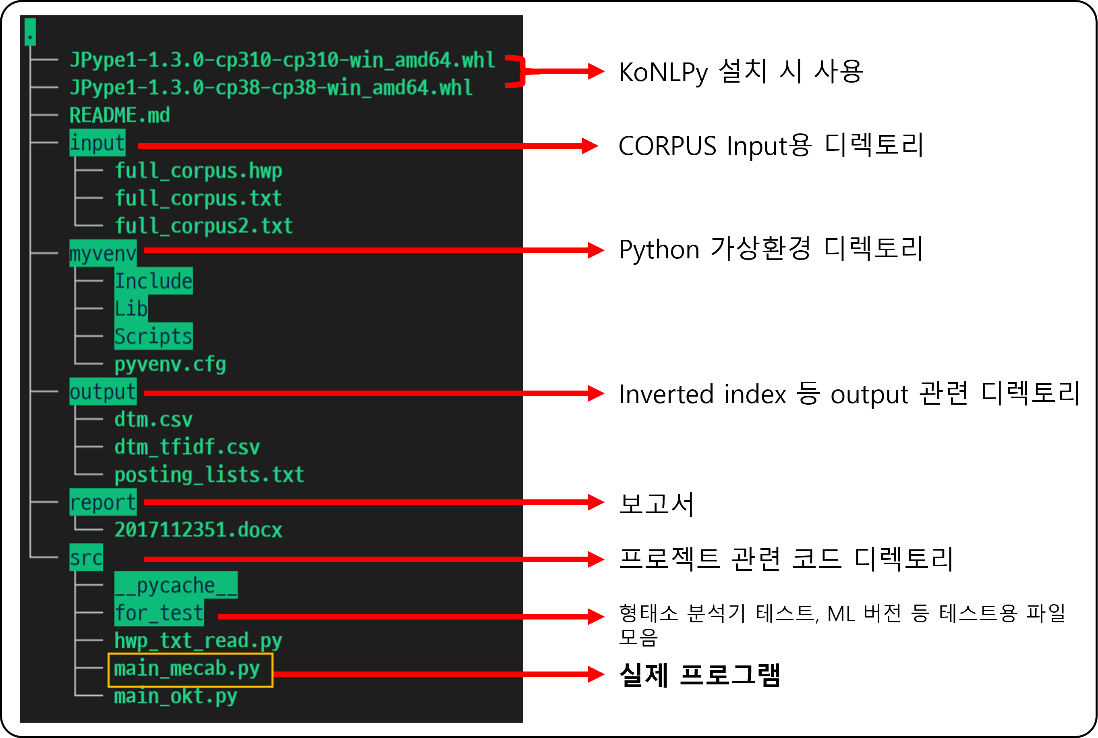 .
JPype1-1.3.0-cp310-cp310-win_amd64.whl
JPype1-1.3.0-cp38-cp38-win_amd64.whl
KoNLPy 설치 시 사용
README.md
input
CORPUS Input용 디렉토리
full_corpus.hwp
full_corpus.txt
full_corpus2.txt
myvenv
Python 가상환경 디렉토리
Include
Lib
Scripts
pyvenv.cfg
output
Inverted index 등 output 관련 디렉토리
dtm.csv
dtm_tfidf.csv
posting_lists.txt
report
보고서
2017112351.docx
src
프로젝트 관련 코드 디렉토리
__pycache__
for_test
형태소 분석기 테스트, ML 버전 등 테스트용 파일
모음
hwp_txt_read.py
main_mecab.py
실제 프로그램
main_okt.py